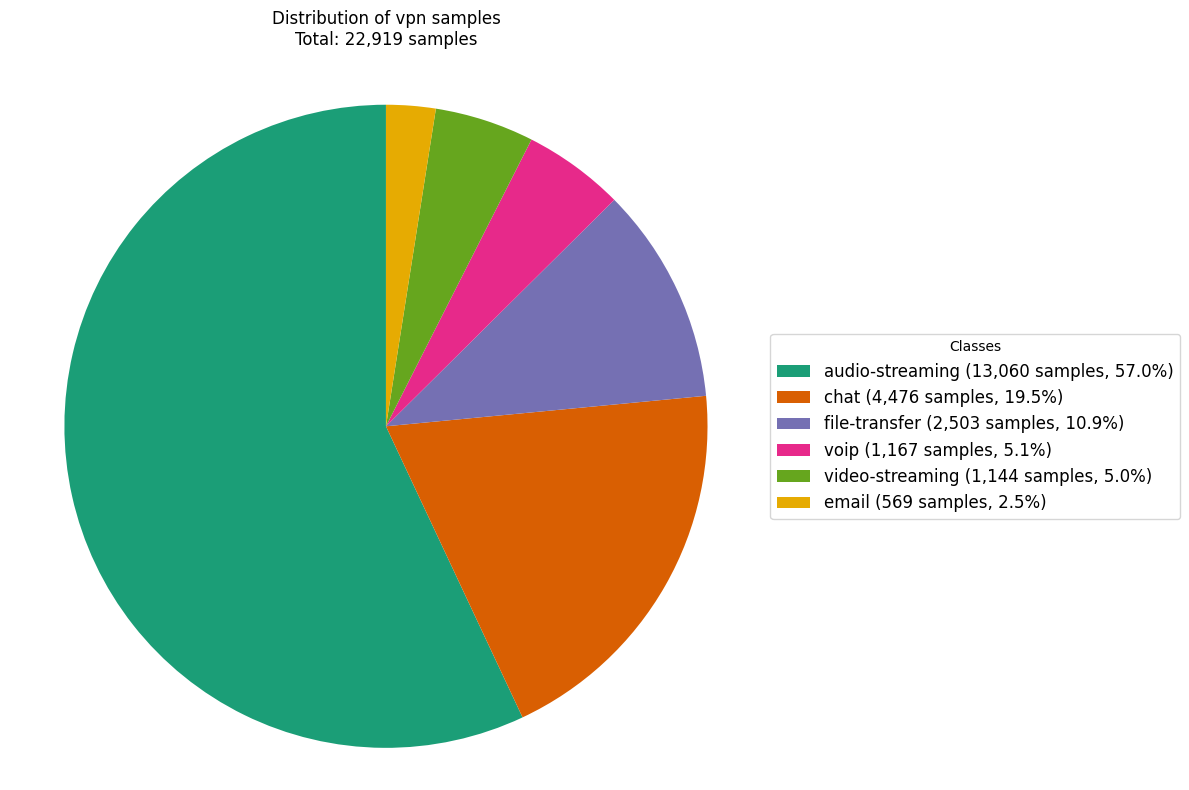 Distribution of vpn samples
Total: 22,919 samples
Classes
audio-streaming (13,060 samples, 57.0%)
chat (4,476 samples, 19.5%)
file-transfer (2,503 samples, 10.9%)
voip (1,167 samples, 5.1%)
video-streaming (1,144 samples, 5.0%)
email (569 samples, 2.5%)